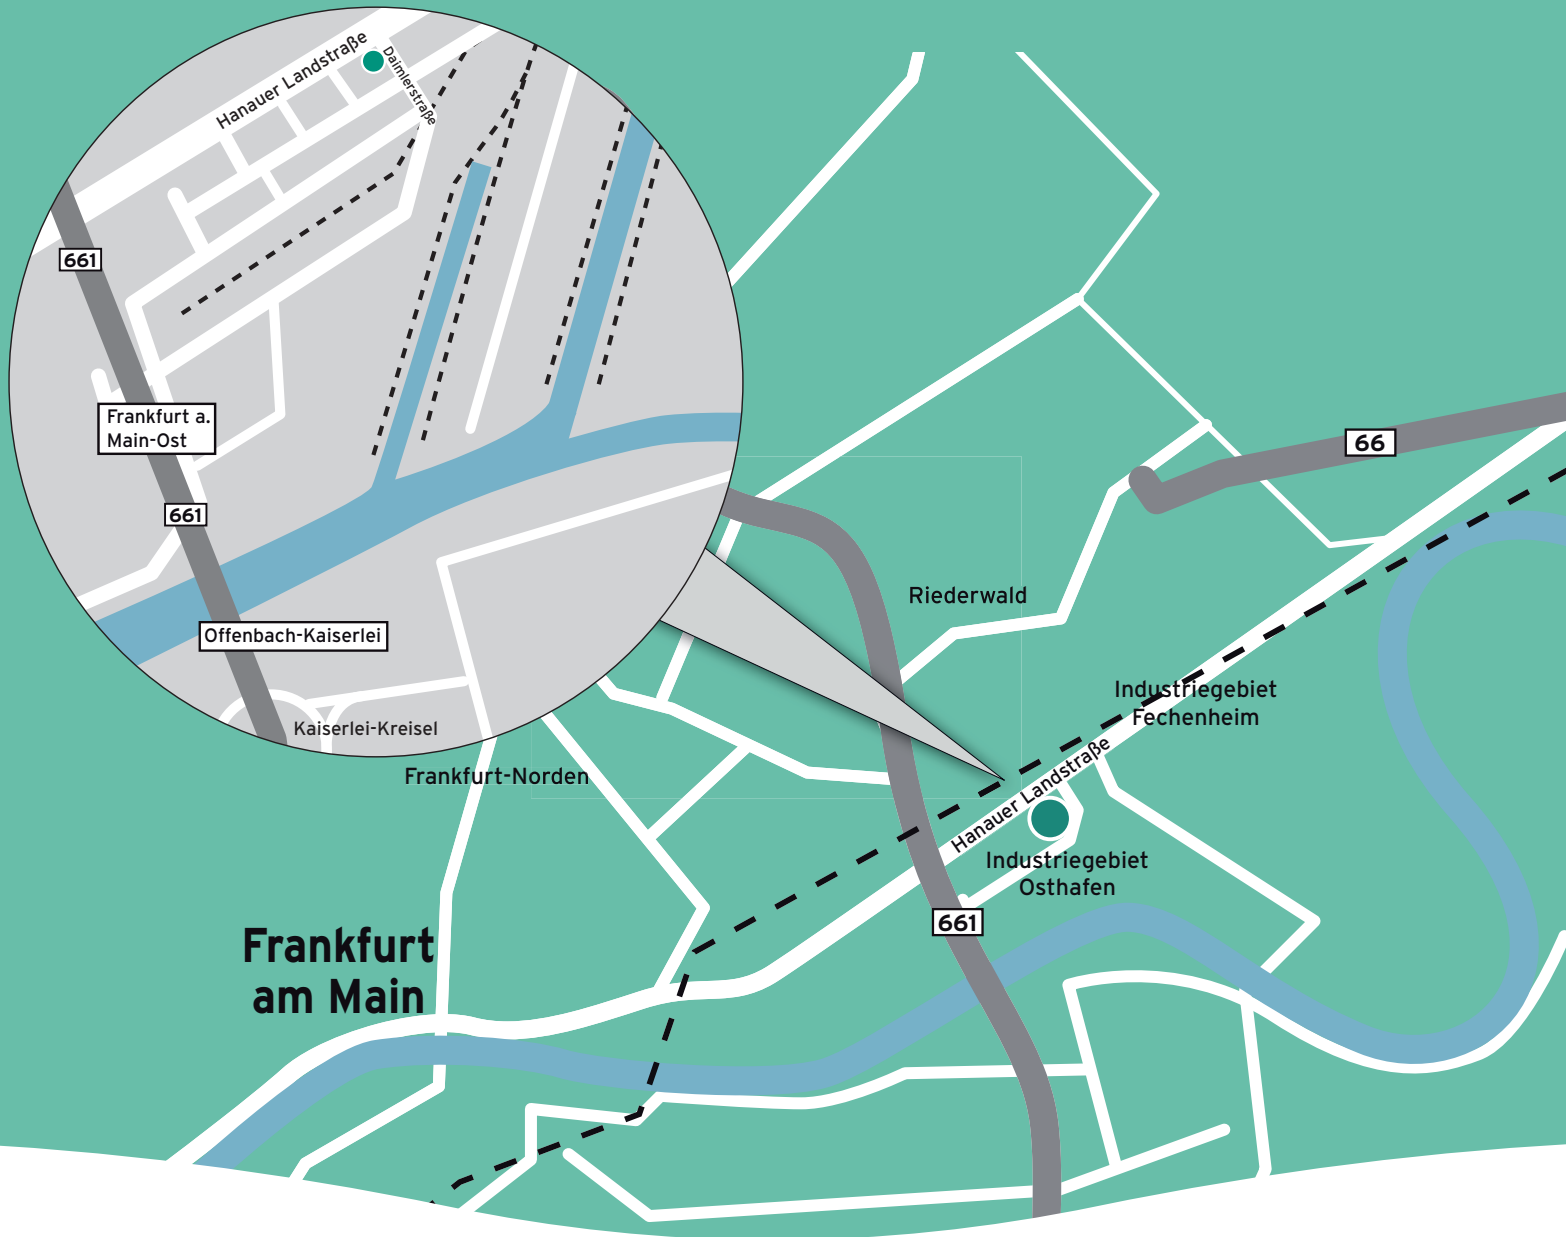 Hanauer Landstraße
Daimlerstraße
661
Frankfurt a.
Main-Ost
661
Offenbach-Kaiserlei
Kaiserlei-Kreisel
66
Riederwald
Industriegebiet
Fechenheim
Frankfurt-Norden
Hanauer Landstraße
Industriegebiet
Osthafen
661
Frankfurt
am Main